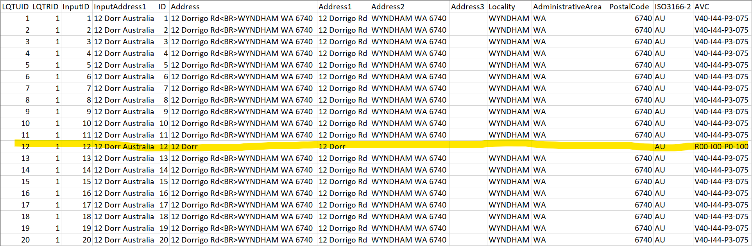 LQTUID LQTRID InputID InputAddress1 ID Address Address1 Address2 Address3 Locality AdministrativeArea PostalCode ISO3166-2 AVC
1 1 1 12 Dorr Australia 1 12 Dorrigo Rd<BR>WYNDHAM WA 6740 12 Dorrigo Rd WYNDHAM WA 6740 WYNDHAM WA 6740 AU V40-I44-P3-075
2 1 2 12 Dorr Australia 2 12 Dorrigo Rd<BR>WYNDHAM WA 6740 12 Dorrigo Rd WYNDHAM WA 6740 WYNDHAM WA 6740 AU V40-I44-P3-075
3 1 3 12 Dorr Australia 3 12 Dorrigo Rd<BR>WYNDHAM WA 6740 12 Dorrigo Rd WYNDHAM WA 6740 WYNDHAM WA 6740 AU V40-I44-P3-075
4 1 4 12 Dorr Australia 4 12 Dorrigo Rd<BR>WYNDHAM WA 6740 12 Dorrigo Rd WYNDHAM WA 6740 WYNDHAM WA 6740 AU V40-I44-P3-075
5 1 5 12 Dorr Australia 5 12 Dorrigo Rd<BR>WYNDHAM WA 6740 12 Dorrigo Rd WYNDHAM WA 6740 WYNDHAM WA 6740 AU V40-I44-P3-075
6 1 6 12 Dorr Australia 6 12 Dorrigo Rd<BR>WYNDHAM WA 6740 12 Dorrigo Rd WYNDHAM WA 6740 WYNDHAM WA 6740 AU V40-I44-P3-075
7 1 7 12 Dorr Australia 7 12 Dorrigo Rd<BR>WYNDHAM WA 6740 12 Dorrigo Rd WYNDHAM WA 6740 WYNDHAM WA 6740 AU V40-I44-P3-075
8 1 8 12 Dorr Australia 8 12 Dorrigo Rd<BR>WYNDHAM WA 6740 12 Dorrigo Rd WYNDHAM WA 6740 WYNDHAM WA 6740 AU V40-I44-P3-075
9 1 9 12 Dorr Australia 9 12 Dorrigo Rd<BR>WYNDHAM WA 6740 12 Dorrigo Rd WYNDHAM WA 6740 WYNDHAM WA 6740 AU V40-I44-P3-075
10 1 10 12 Dorr Australia 10 12 Dorrigo Rd<BR>WYNDHAM WA 6740 12 Dorrigo Rd WYNDHAM WA 6740 WYNDHAM WA 6740 AU V40-I44-P3-075
11 1 11 12 Dorr Australia 11 12 Dorrigo Rd<BR>WYNDHAM WA 6740 12 Dorrigo Rd WYNDHAM WA 6740 WYNDHAM WA 6740 AU V40-I44-P3-075
12 1 12 12 Dorr Australia 12 12 Dorr 12 Dorr AU R00-I00-P0-100
13 1 13 12 Dorr Australia 13 12 Dorrigo Rd<BR>WYNDHAM WA 6740 12 Dorrigo Rd WYNDHAM WA 6740 WYNDHAM WA 6740 AU V40-I44-P3-075
14 1 14 12 Dorr Australia 14 12 Dorrigo Rd<BR>WYNDHAM WA 6740 12 Dorrigo Rd WYNDHAM WA 6740 WYNDHAM WA 6740 AU V40-I44-P3-075
15 1 15 12 Dorr Australia 15 12 Dorrigo Rd<BR>WYNDHAM WA 6740 12 Dorrigo Rd WYNDHAM WA 6740 WYNDHAM WA 6740 AU V40-I44-P3-075
16 1 16 12 Dorr Australia 16 12 Dorrigo Rd<BR>WYNDHAM WA 6740 12 Dorrigo Rd WYNDHAM WA 6740 WYNDHAM WA 6740 AU V40-I44-P3-075
17 1 17 12 Dorr Australia 17 12 Dorrigo Rd<BR>WYNDHAM WA 6740 12 Dorrigo Rd WYNDHAM WA 6740 WYNDHAM WA 6740 AU V40-I44-P3-075
18 1 18 12 Dorr Australia 18 12 Dorrigo Rd<BR>WYNDHAM WA 6740 12 Dorrigo Rd WYNDHAM WA 6740 WYNDHAM WA 6740 AU V40-I44-P3-075
19 1 19 12 Dorr Australia 19 12 Dorrigo Rd<BR>WYNDHAM WA 6740 12 Dorrigo Rd WYNDHAM WA 6740 WYNDHAM WA 6740 AU V40-I44-P3-075
20 1 20 12 Dorr Australia 20 12 Dorrigo Rd<BR>WYNDHAM WA 6740 12 Dorrigo Rd WYNDHAM WA 6740 WYNDHAM WA 6740 AU V40-I44-P3-075